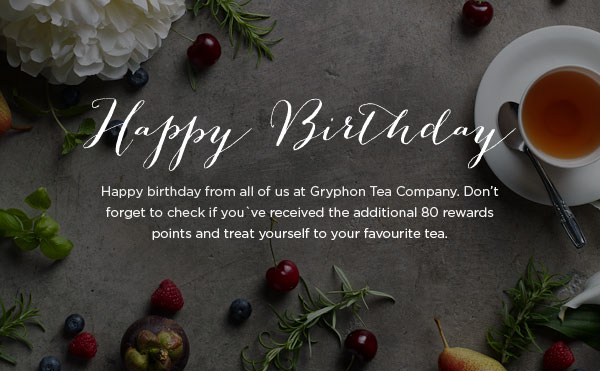 Happy Birthday
Happy birthday from all of us at Gryphon Tea Company. Don’t
forget to check if you`ve received the additional 80 rewards
points and treat yourself to your favourite tea.